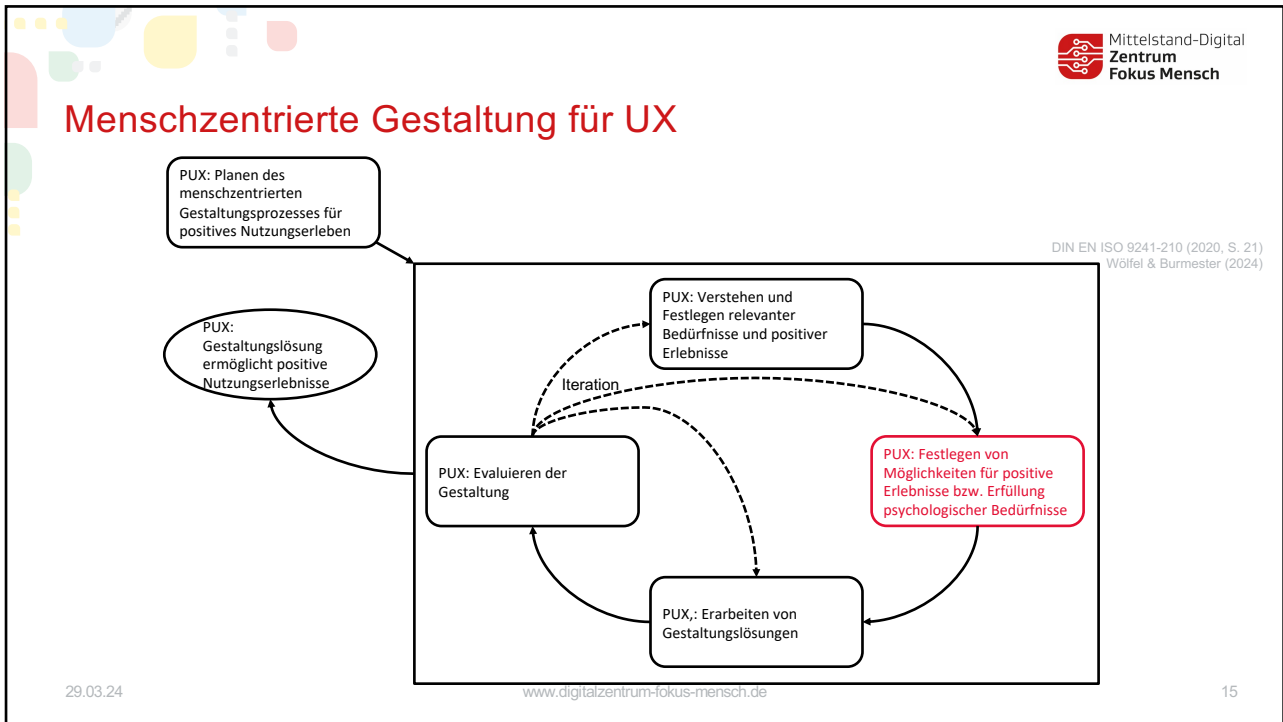 Mittelstand-Digital
Zentrum
Fokus Mensch
Menschzentrierte Gestaltung für UX
PUX: Planen des
menschzentrierten
Gestaltungsprozesses für
positives Nutzungserleben
DIN EN ISO 9241-210 (2020, S. 21)
Wölfel & Burmester (2024)
PUX: Verstehen und
Festlegen relevanter
Bedürfnisse und positiver
Erlebnisse
PUX:
Gestaltungslösung
ermöglicht positive
Nutzungserlebnisse
Iteration
PUX: Evaluieren der
Gestaltung
PUX: Festlegen von
Möglichkeiten für positive
Erlebnisse bzw. Erfüllung
psychologischer Bedürfnisse
PUX,: Erarbeiten von
Gestaltungslösungen
29.03.24
www.digitalzentrum-fokus-mensch.de
15